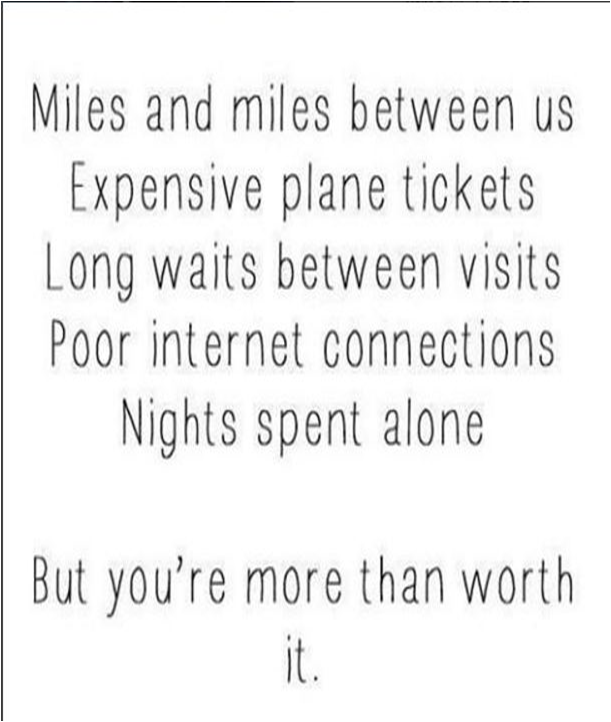 Miles and miles between us
Expensive plane tickets
Long waits between visits
Poor internet connections
Nights spent alone
But you're more than worth
it.